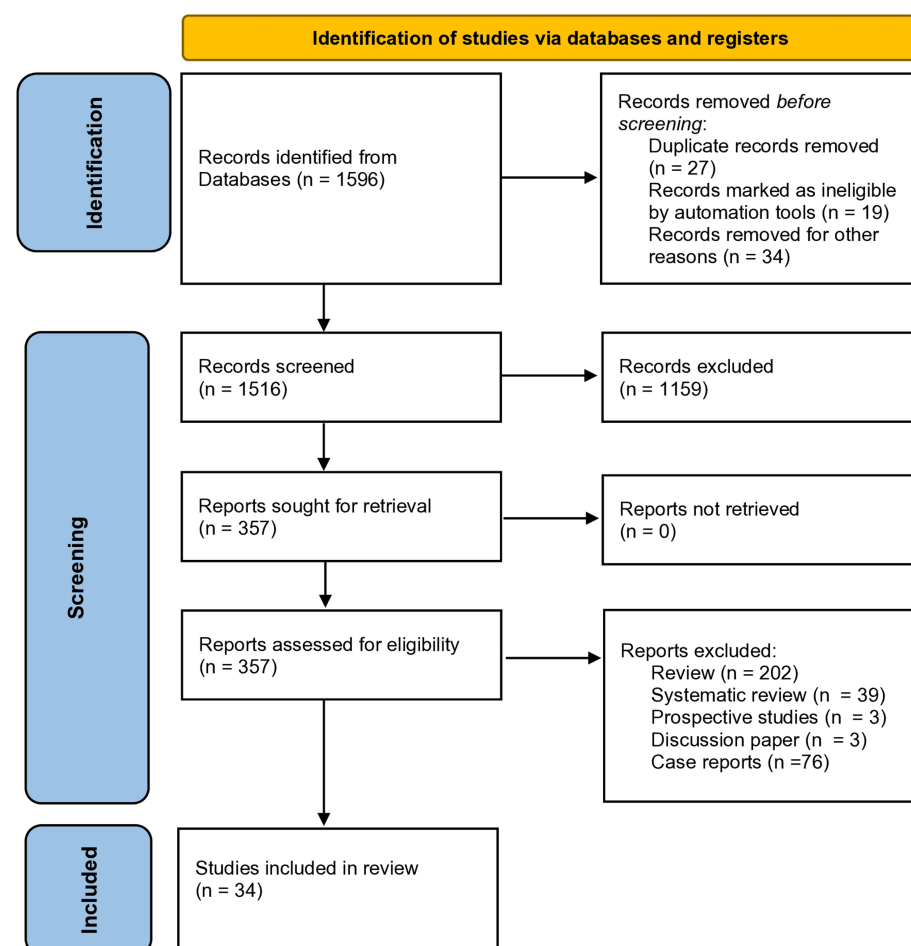 Identification of studies via databases and registers
Identification
Records identified from
Databases (n = 1596)
Records removed before
screening:
Duplicate records removed
(n = 27)
Records marked as ineligible
by automation tools (n = 19)
Records removed for other
reasons (n = 34)
Screening
Records screened
(n = 1516)
Records excluded
(n = 1159)
Reports sought for retrieval
(n = 357)
Reports not retrieved
(n = 0)
Reports assessed for eligibility
(n = 357)
Reports excluded:
Review (n = 202)
Systematic review (n  = 39)
Prospective studies (n  = 3)
Discussion paper (n  = 3)
Case reports (n =76)
Included
Studies included in review
(n = 34)